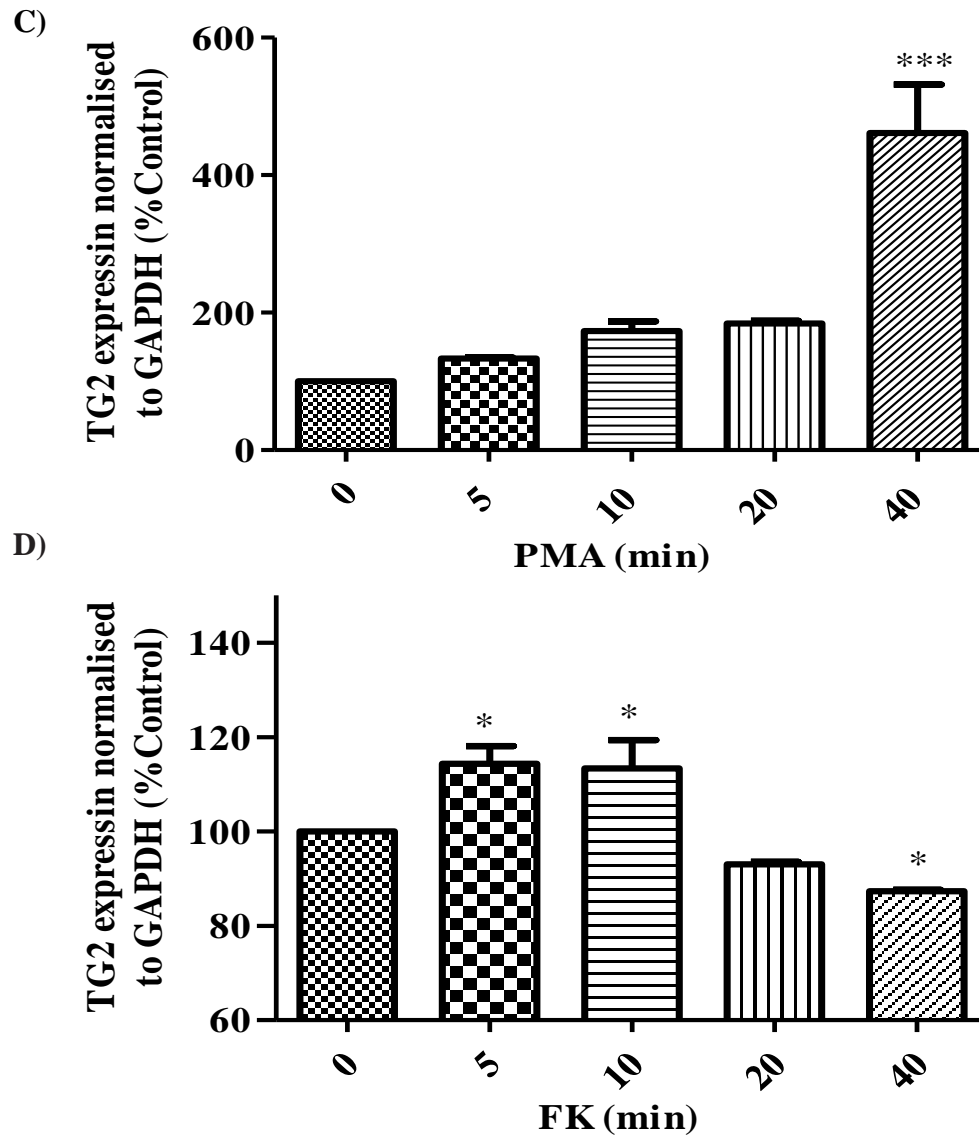 C)
TG2 expressin normalised
to GAPDH (%Control)
600
400
200
0
***
0 5 10 20 40
PMA (min)
D)
TG2 expressin normalised
to GAPDH (%Control)
140
120
100
80
60
* * *
0 5 10 20 40
FK (min)